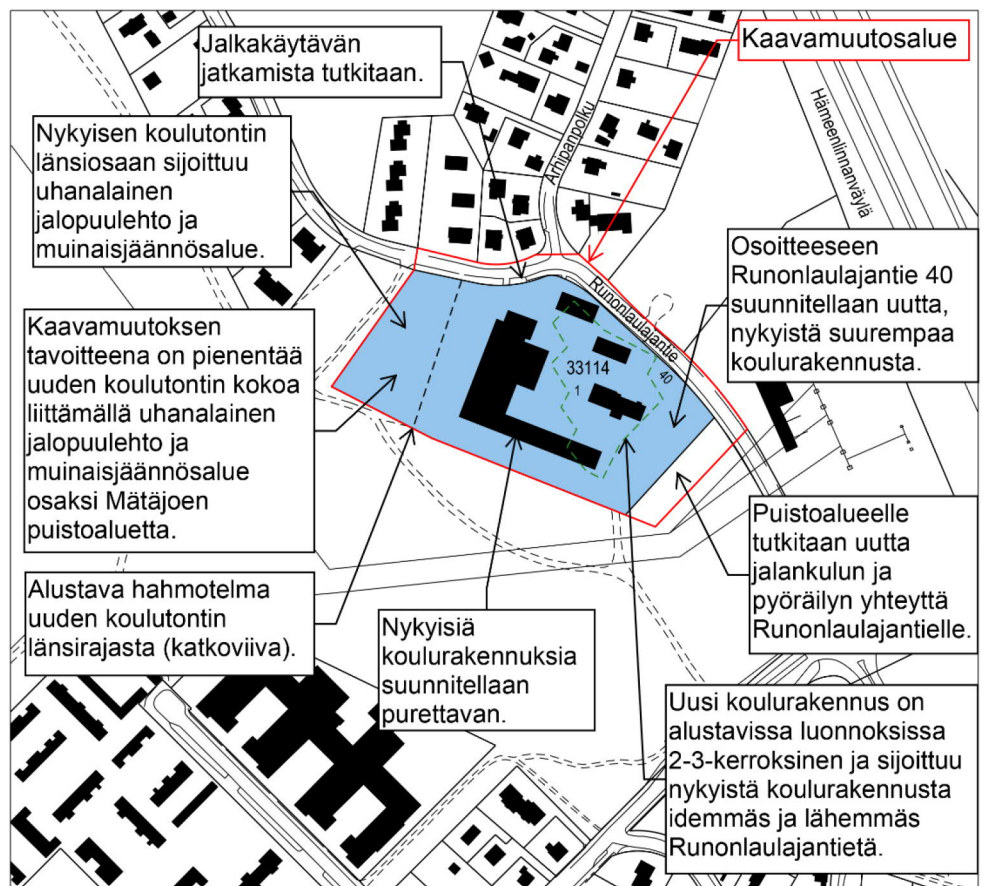 Jalkakäytävän
jatkamista tutkitaan.
Kaavamuutosalue
Nykyisen koulutontin
länsiosaan sijoittuu
uhanalainen
jalopuulehto ja
muinaisjäännösalue.
Arhipanpolku
Hämeenlinnanväylä
Osoitteeseen
Runonlaulajantie 40
suunnitellaan uutta,
nykyistä suurempaa
koulurakennusta.
Runonlaulajantie
40
33114
1
Kaavamuutoksen
tavoitteena on pienentää
uuden koulutontin kokoa
liittämällä uhanalainen
jalopuulehto ja
muinaisjäännösalue
osaksi Mätäjoen
puistoaluetta.
Puistoalueelle
tutkitaan uutta
jalankulun ja
pyöräilyn yhteyttä
Runonlaulajantielle.
Alustava hahmotelma
uuden koulutontin
länsirajasta (katkoviiva).
Nykyisiä
koulurakennuksia
suunnitellaan
purettavan.
Uusi koulurakennus on
alustavissa luonnoksissa
2-3-kerroksinen ja sijoittuu
nykyistä koulurakennusta
idemmäs ja lähemmäs
Runonlaulajantietä.